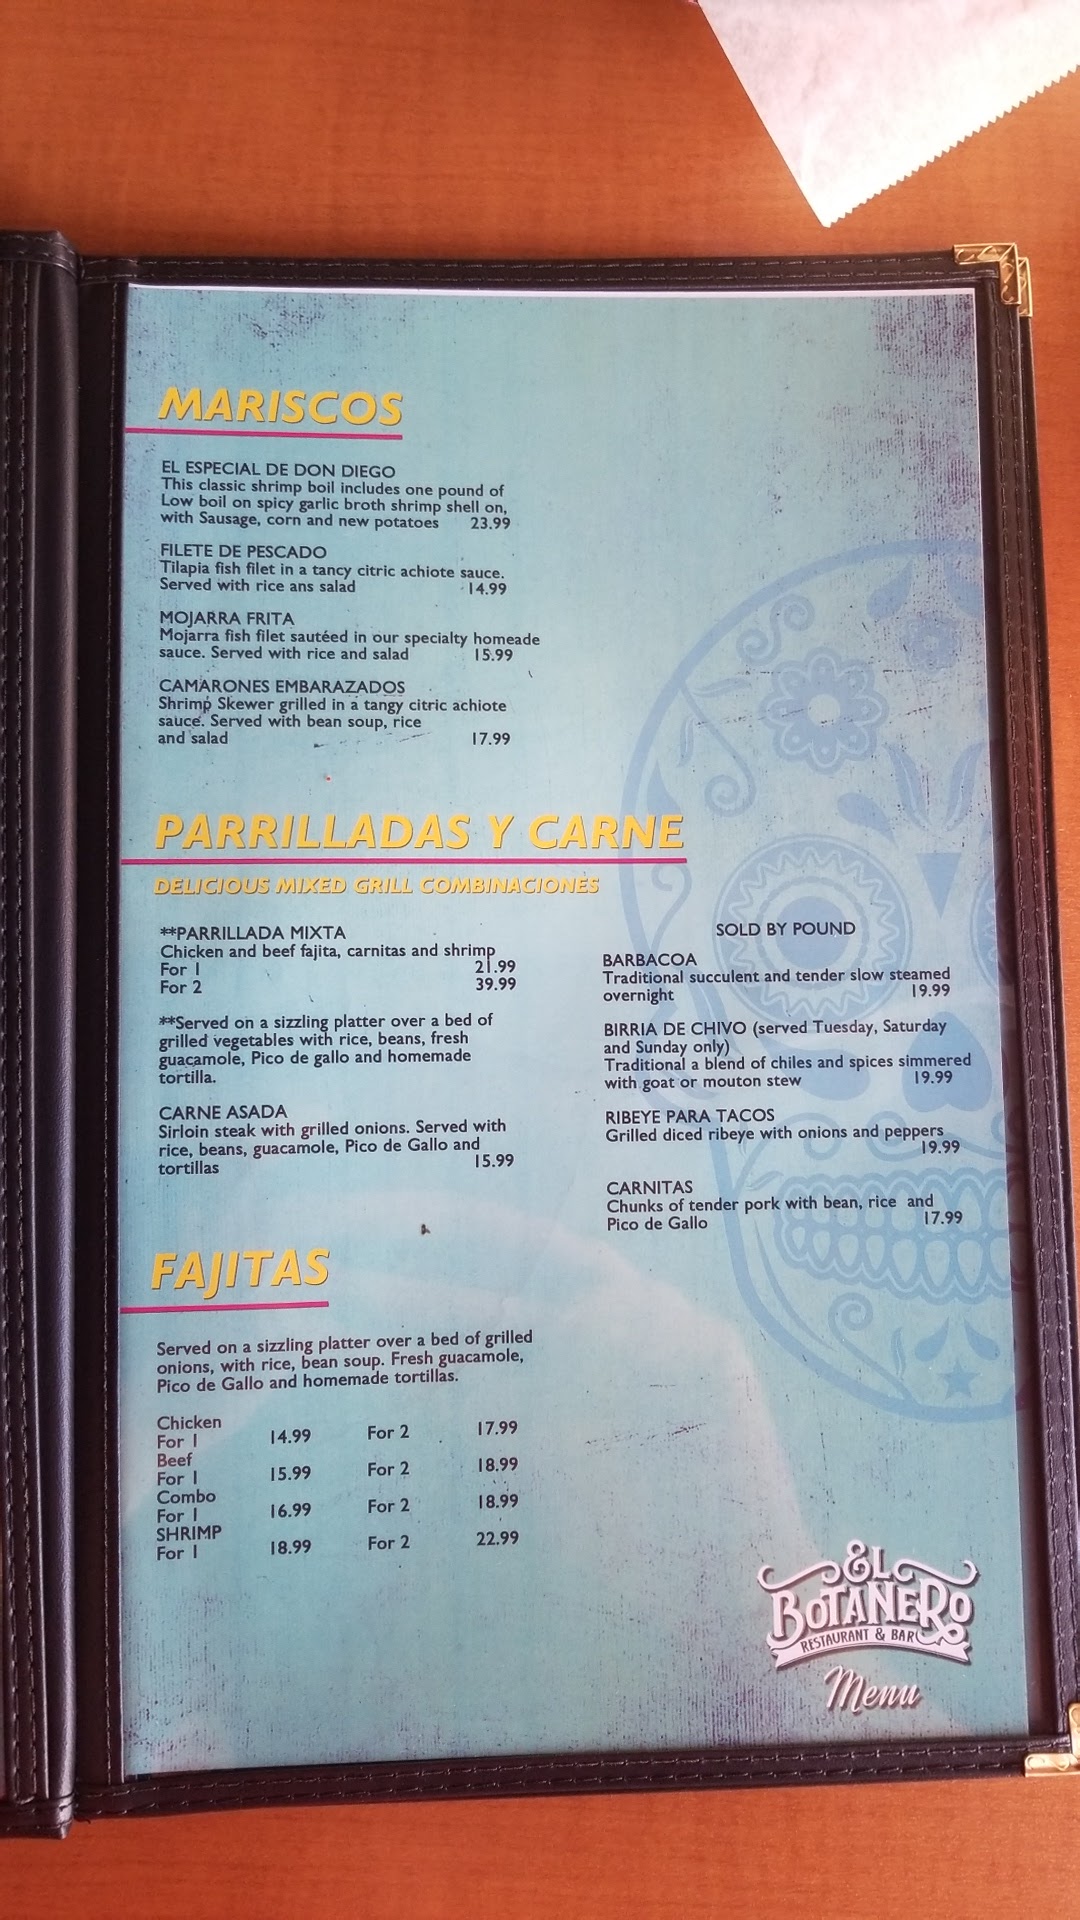 MARISCOS
EL ESPECIAL DE DON DIEGO
This classic shrimp boil includes one pound of
Low boil on spicy garlic broth shrimp shell on,
with Sausage, corn and new potatoes 23.99
FILETE DE PESCADO
Tilapia fish filet in a tancy citric achiote sauce.
Served with rice ans salad 14.99
MOJARRA FRITA
Mojarra fish filet sautéed in our specialty homeade
sauce. Served with rice and salad 15.99
CAMARONES EMBARAZADOS
Shrimp Skewer grilled in a tangy citric achiote
sauce. Served with bean soup, rice
and salad 17.99
PARRILLADAS Y CARNE
DELICIOUS MIXED GRILL COMBINACIONES
**PARRILLADA MIXTA
Chicken and beef fajita, carnitas and shrimp
For 1 21.99
For 2 39.99
**Served on a sizzling platter over a bed of
grilled vegetables with rice, beans, fresh
guacamole, Pico de gallo and homemade
tortilla.
CARNE ASADA
Sirloin steak with grilled onions. Served with
rice, beans, guacamole, Pico de Gallo and
tortillas 15.99
SOLD BY POUND
BARBACOA
Traditional succulent and tender slow steamed
overnight 19.99
BIRRIA DE CHIVO (served Tuesday, Saturday
and Sunday only)
Traditional a blend of chiles and spices simmered
with goat or mouton stew 19.99
RIBEYE PARA TACOS
Grilled diced ribeye with onions and peppers
19.99
CARNITAS
Chunks of tender pork with bean, rice and
Pico de Gallo 17.99
FAJITAS
Served on a sizzling platter over a bed of grilled
onions, with rice, bean soup. Fresh guacamole,
Pico de Gallo and homemade tortillas.
Chicken
For 1 14.99 For 2 17.99
Beef
For 1 15.99 For 2 18.99
Combo
For 1 16.99 For 2 18.99
SHRIMP
For 1 18.99 For 2 22.99
EL
BOTANERO
RESTAURANT & BAR
Menu